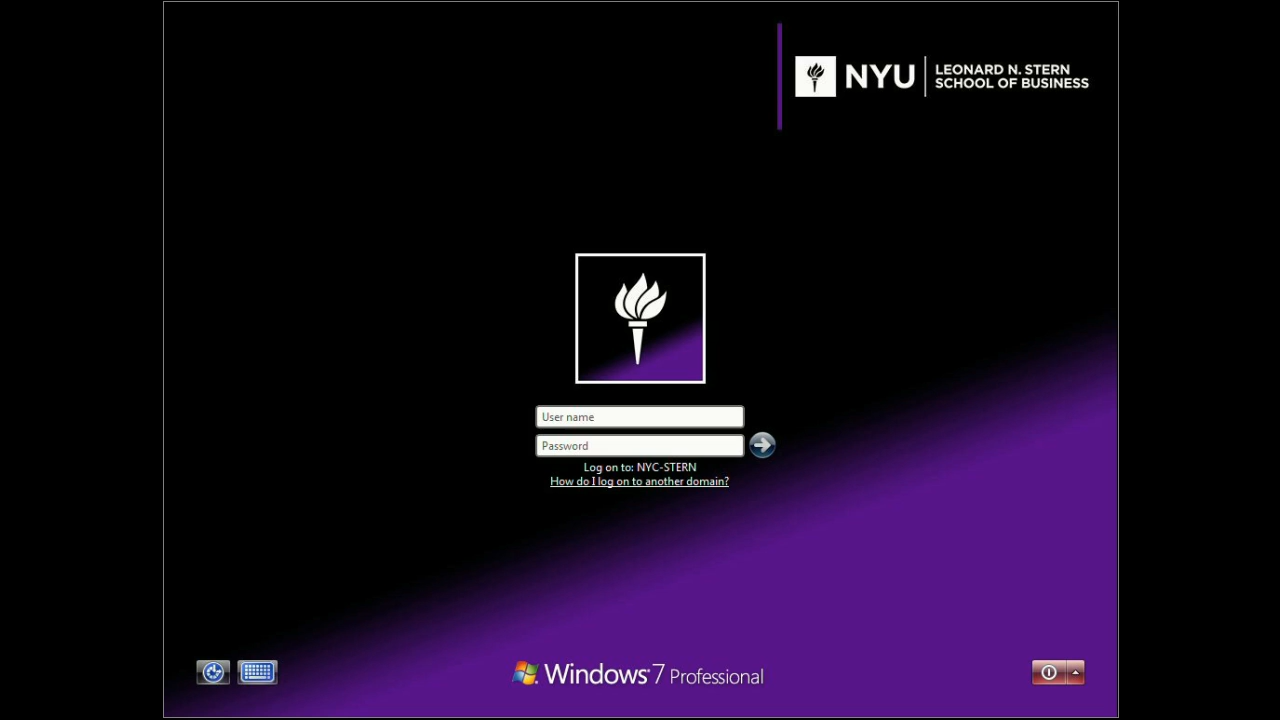 NYU
LEONARD N. STERN
SCHOOL OF BUSINESS
User name
Password
Log on to: NYC-STERN
How do I log on to another domain?
Windows 7 Professional